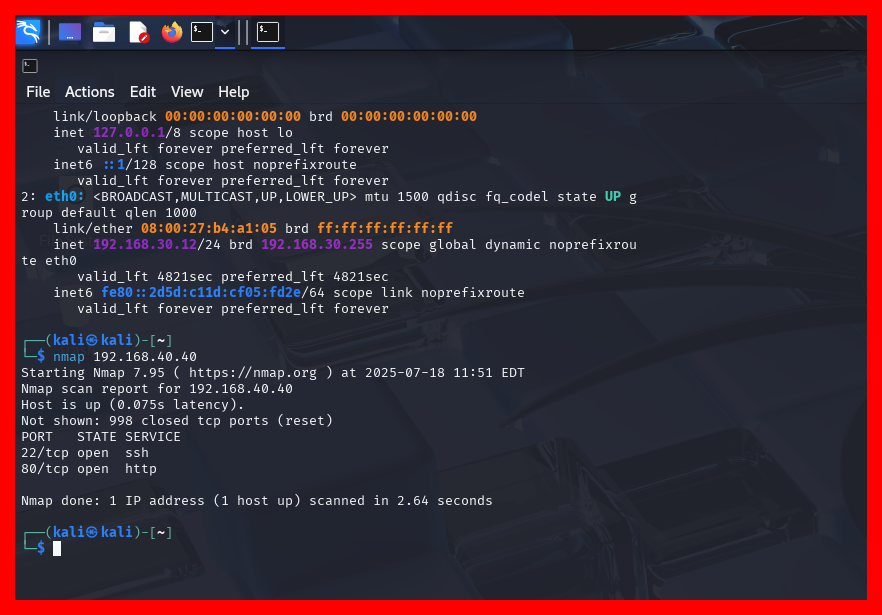 File Actions Edit View Help
link/loopback 00:00:00:00:00:00 brd 00:00:00:00:00:00
inet 127.0.0.1/8 scope host lo
valid_lft forever preferred_lft forever
inet6 ::1/128 scope host noprefixroute
valid_lft forever preferred_lft forever
2: eth0: <BROADCAST,MULTICAST,UP,LOWER_UP> mtu 1500 qdisc fq_codel state UP g
roup default qlen 1000
link/ether 08:00:27:b4:a1:05 brd ff:ff:ff:ff:ff:ff
inet 192.168.30.12/24 brd 192.168.30.255 scope global dynamic noprefixrou
te eth0
valid_lft 4821sec preferred_lft 4821sec
inet6 fe80::2d5d:c11d:cf05:fd2e/64 scope link noprefixroute
valid_lft forever preferred_lft forever
┌──(kali㉿kali)-[~]
└─$ nmap 192.168.40.40
Starting Nmap 7.95 ( https://nmap.org ) at 2025-07-18 11:51 EDT
Nmap scan report for 192.168.40.40
Host is up (0.075s latency).
Not shown: 998 closed tcp ports (reset)
PORT   STATE SERVICE
22/tcp open  ssh
80/tcp open  http
Nmap done: 1 IP address (1 host up) scanned in 2.64 seconds
┌──(kali㉿kali)-[~]
└─$